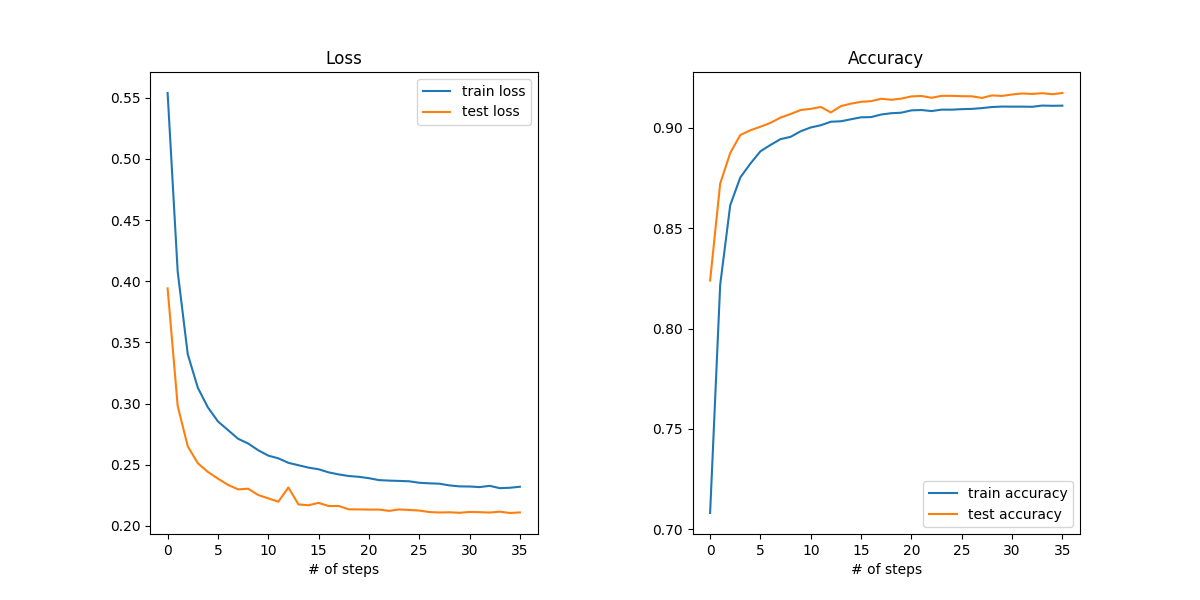 Loss
0.55
0.50
0.45
0.40
0.35
0.30
0.25
0.20
0 5 10 15 20 25 30 35
# of steps
train loss
test loss
Accuracy
0.90
0.85
0.80
0.75
0.70
0 5 10 15 20 25 30 35
# of steps
train accuracy
test accuracy